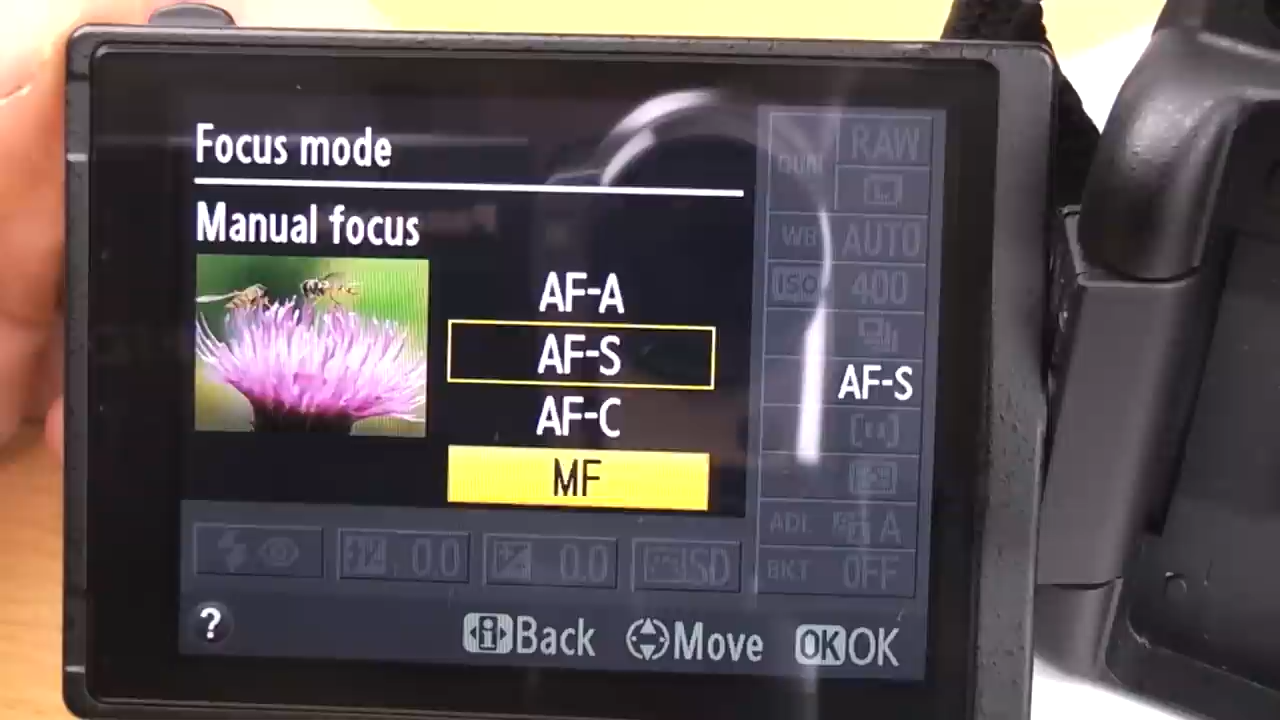 Focus mode
Manual focus
AF-A
AF-S
AF-C
MF
RAW
WB AUTO
ISO 400
AF-S
ADL A
BKT OFF
0.0
0.0
SD
? i Back Move OK OK